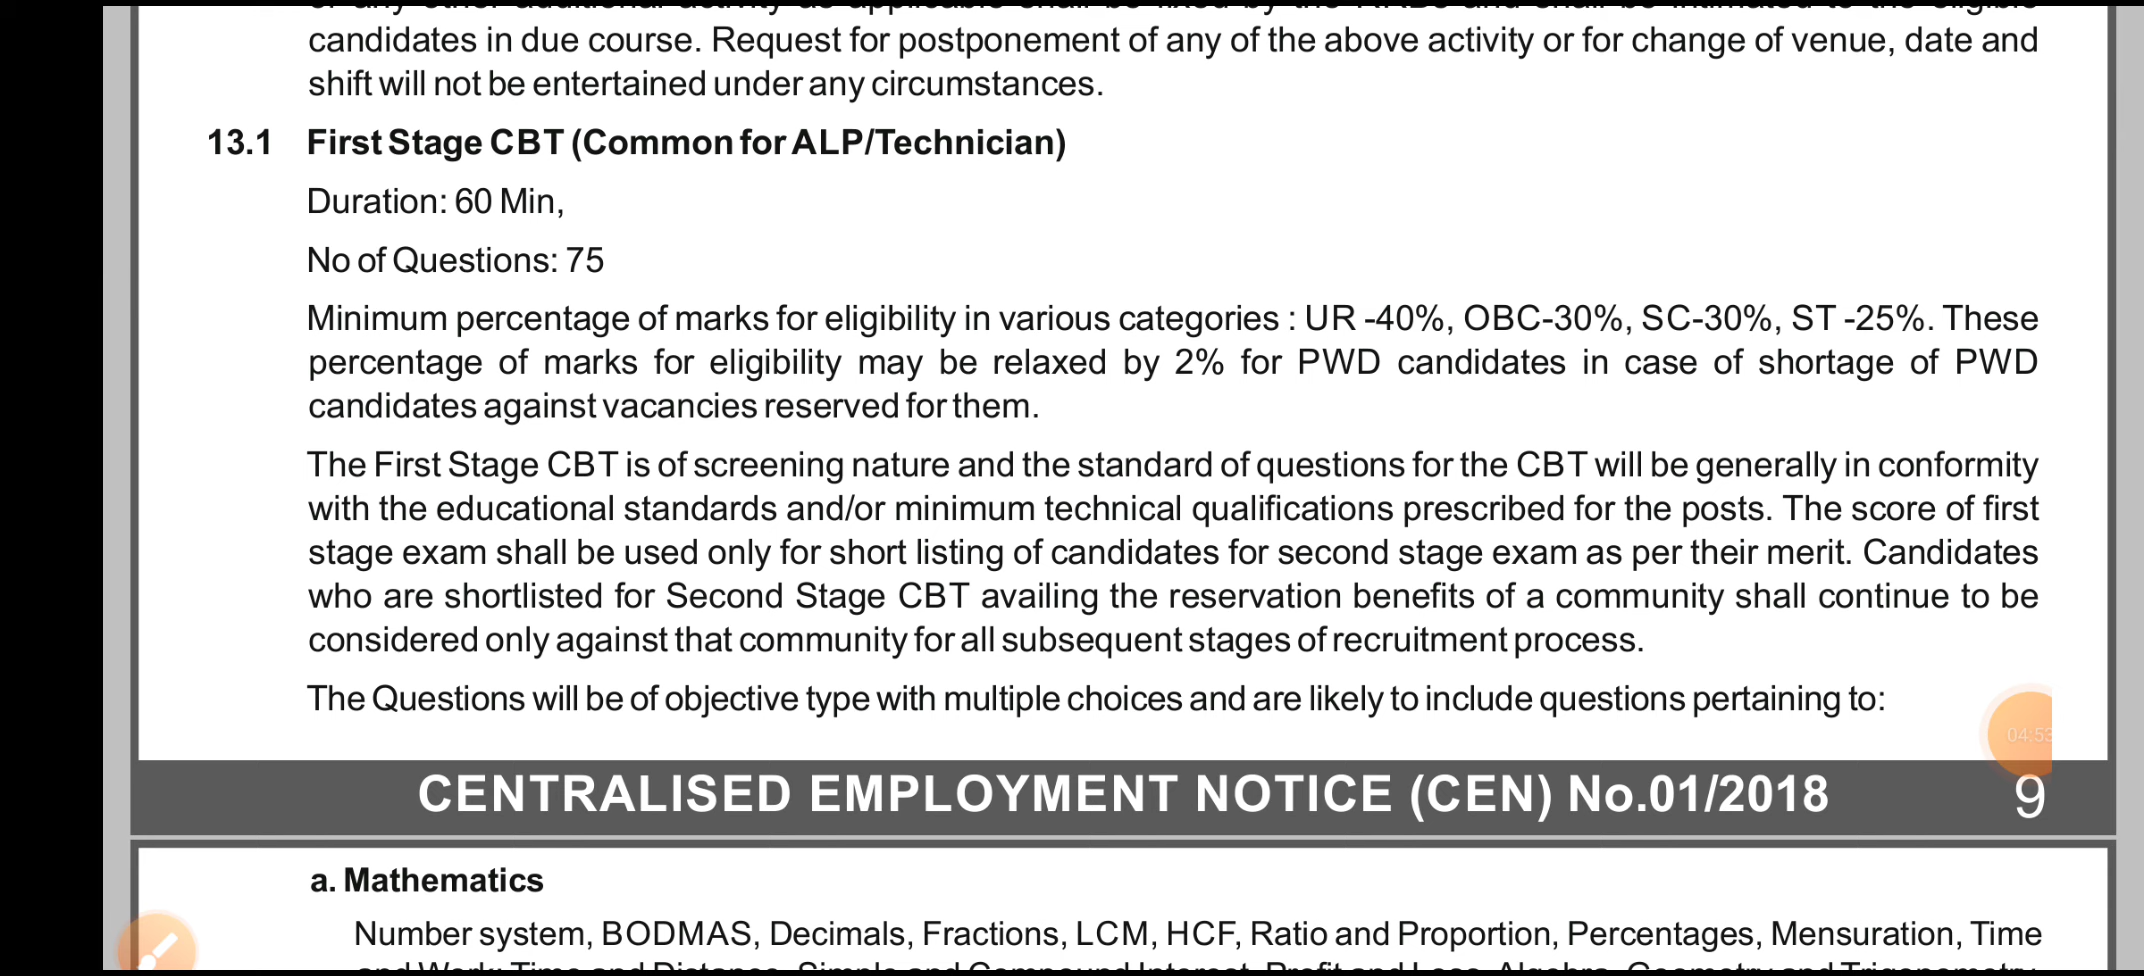 candidates in due course. Request for postponement of any of the above activity or for change of venue, date and
shift will not be entertained under any circumstances.
13.1 First Stage CBT (Common for ALP/Technician)
Duration: 60 Min,
No of Questions: 75
Minimum percentage of marks for eligibility in various categories : UR -40%, OBC-30%, SC-30%, ST -25%. These
percentage of marks for eligibility may be relaxed by 2% for PWD candidates in case of shortage of PWD
candidates against vacancies reserved for them.
The First Stage CBT is of screening nature and the standard of questions for the CBT will be generally in conformity
with the educational standards and/or minimum technical qualifications prescribed for the posts. The score of first
stage exam shall be used only for short listing of candidates for second stage exam as per their merit. Candidates
who are shortlisted for Second Stage CBT availing the reservation benefits of a community shall continue to be
considered only against that community for all subsequent stages of recruitment process.
The Questions will be of objective type with multiple choices and are likely to include questions pertaining to:
04:53
CENTRALISED EMPLOYMENT NOTICE (CEN) No.01/2018 9
a. Mathematics
Number system, BODMAS, Decimals, Fractions, LCM, HCF, Ratio and Proportion, Percentages, Mensuration, Time